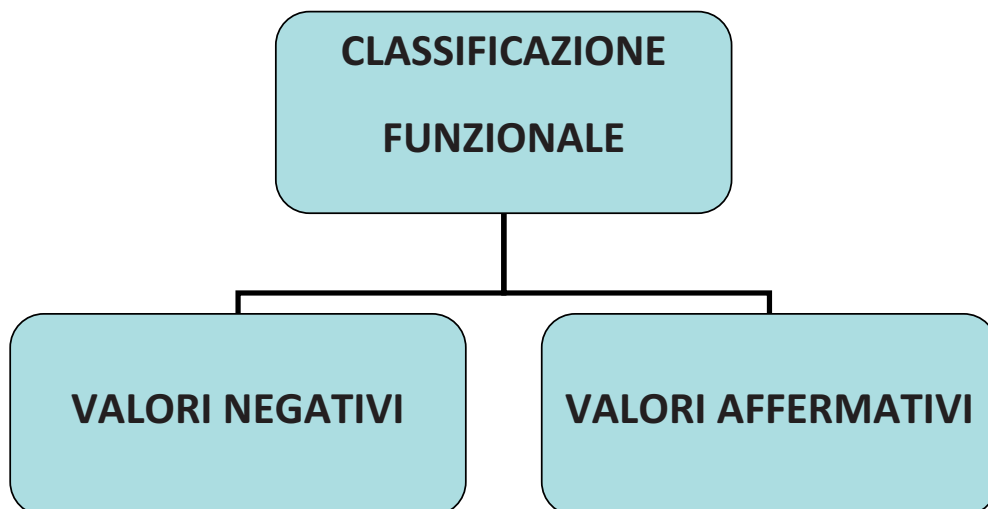 CLASSIFICAZIONE
FUNZIONALE
VALORI NEGATIVI
VALORI AFFERMATIVI